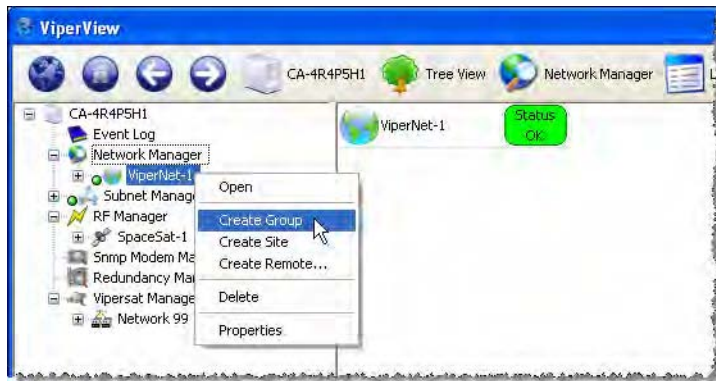 ViperView
CA-4R4P5H1
Tree View
Network Manager
L
CA-4R4P5H1
Event Log
Network Manager
ViperNet-1
Subnet Manage
RF Manager
SpaceSat-1
Snmp Modem Ma
Redundancy Man
Vipersat Manage
Network 99
Open
Create Group
Create Site
Create Remote...
Delete
Properties
ViperNet-1
Status
OK